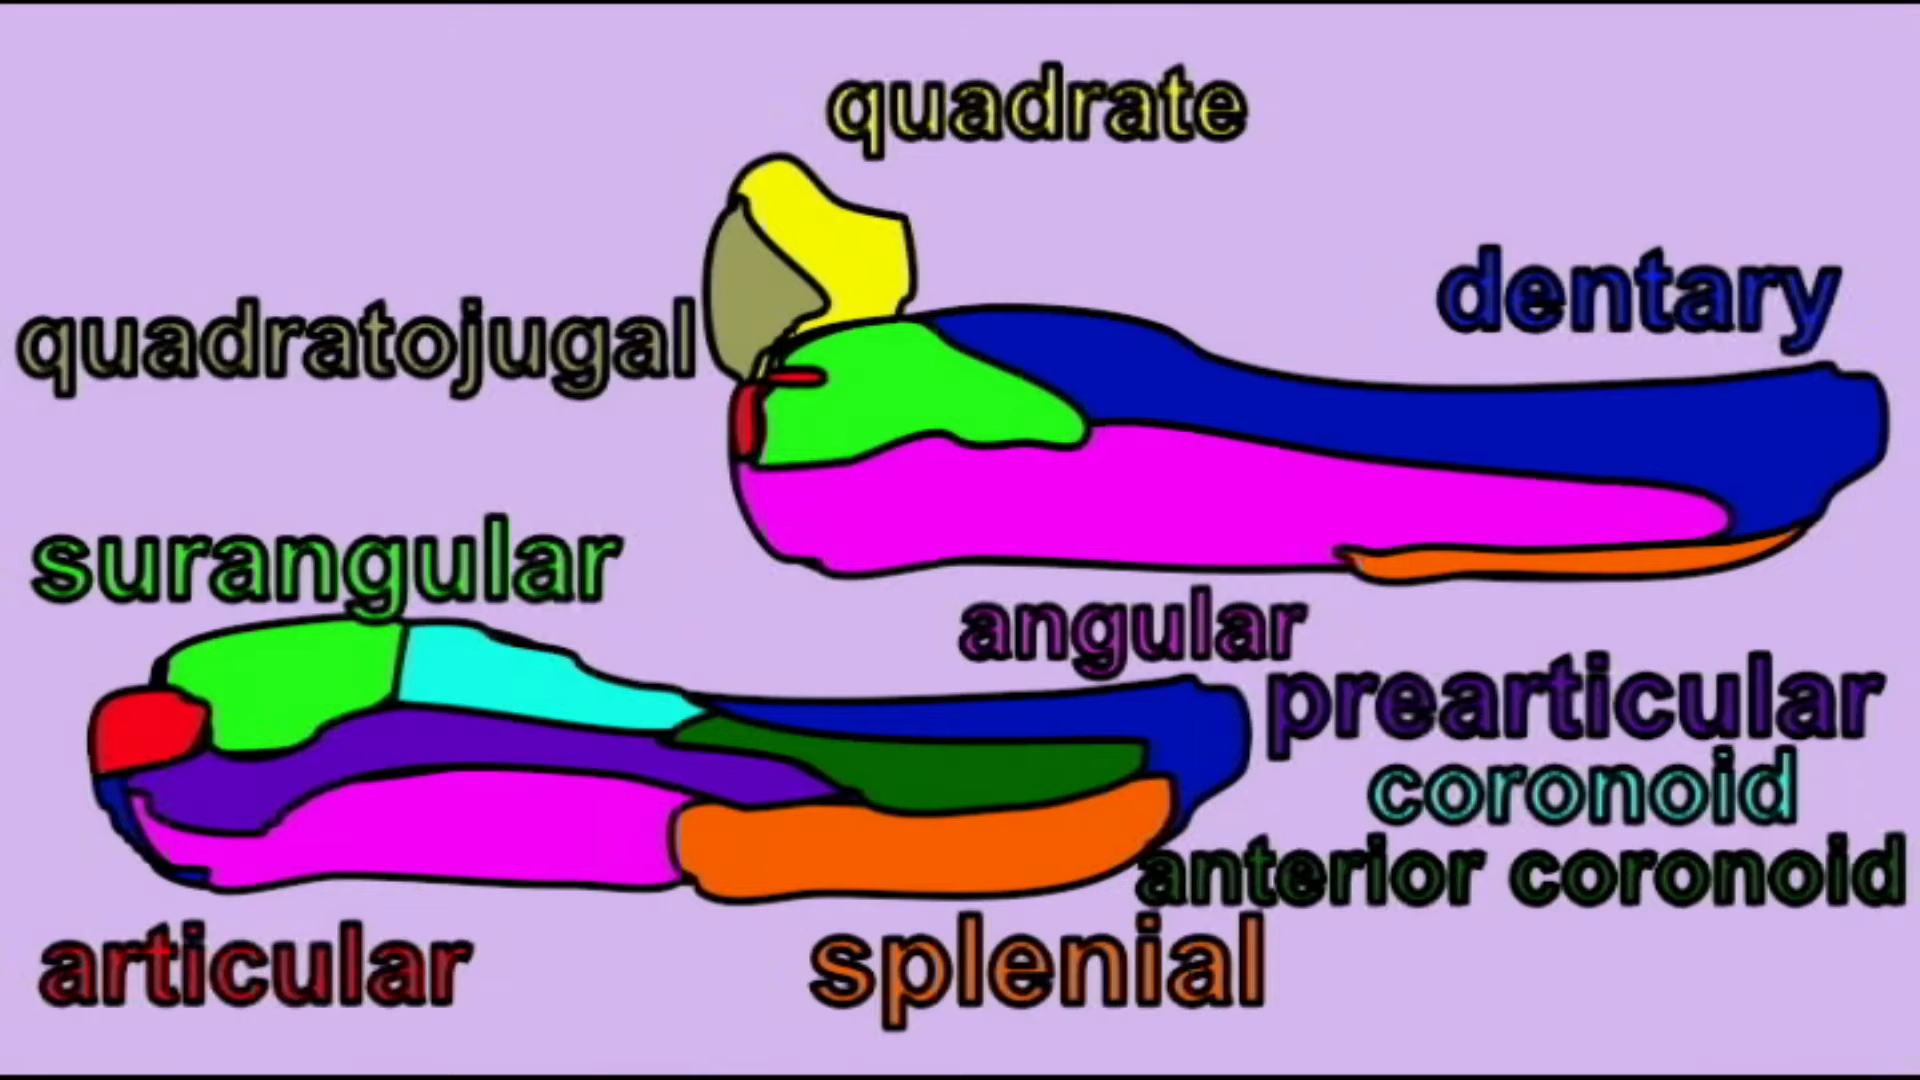 quadrate
dentary
quadratojugal
surangular
angular
prearticular
coronoid
anterior coronoid
articular
splenial